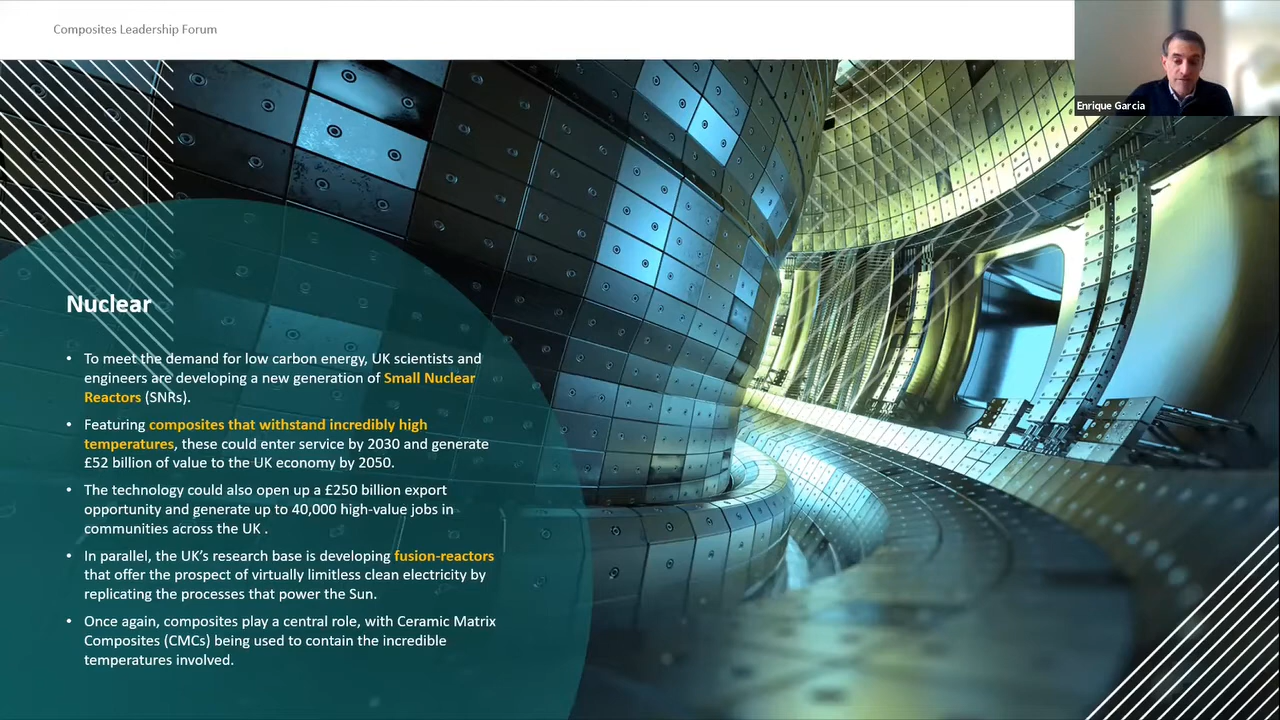 Composites Leadership Forum
Enrique Garcia
Nuclear
• To meet the demand for low carbon energy, UK scientists and
engineers are developing a new generation of Small Nuclear
Reactors (SNRs).
• Featuring composites that withstand incredibly high
temperatures, these could enter service by 2030 and generate
£52 billion of value to the UK economy by 2050.
• The technology could also open up a £250 billion export
opportunity and generate up to 40,000 high-value jobs in
communities across the UK .
• In parallel, the UK’s research base is developing fusion-reactors
that offer the prospect of virtually limitless clean electricity by
replicating the processes that power the Sun.
• Once again, composites play a central role, with Ceramic Matrix
Composites (CMCs) being used to contain the incredible
temperatures involved.